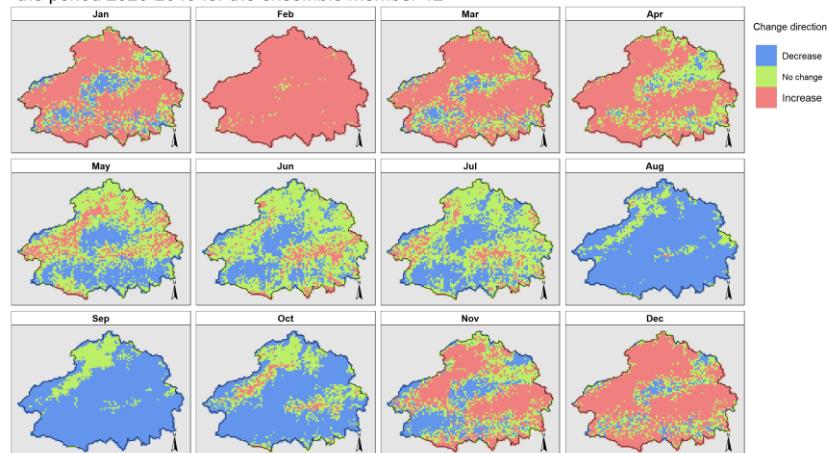 Jan
Feb
Mar
Apr
Change direction
Decrease
No change
Increase
May
Jun
Jul
Aug
Sep
Oct
Nov
Dec